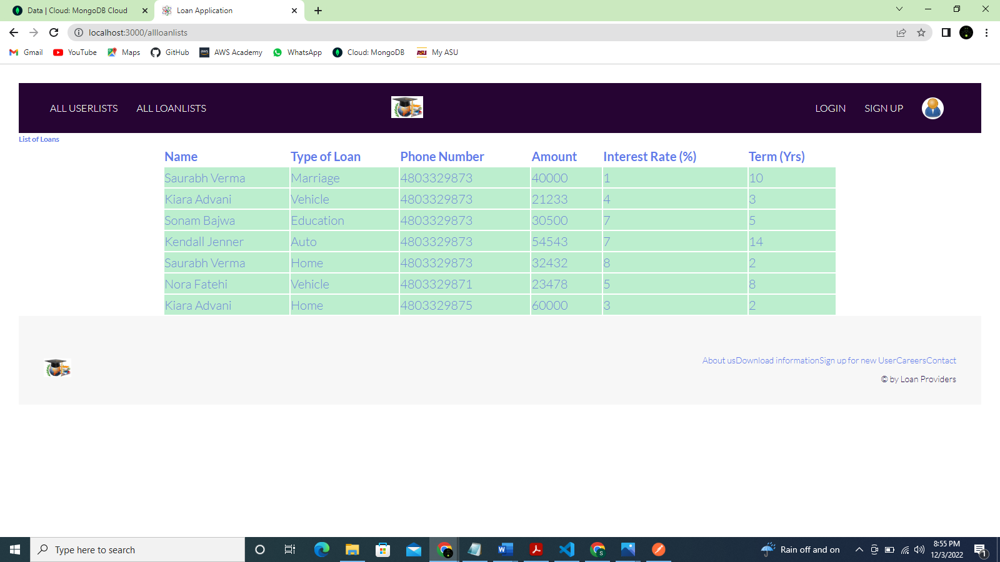 Data | Cloud: MongoDB Cloud Loan Application
localhost:3000/allloanlists
Gmail YouTube Maps GitHub aws AWS Academy WhatsApp Cloud: MongoDB ASU My ASU
ALL USERLISTS ALL LOANLISTS LOGIN SIGN UP
List of Loans
Name Type of Loan Phone Number Amount Interest Rate (%) Term (Yrs)
Saurabh Verma Marriage 4803329873 40000 1 10
Kiara Advani Vehicle 4803329873 21233 4 3
Sonam Bajwa Education 4803329873 30500 7 5
Kendall Jenner Auto 4803329873 54543 7 14
Saurabh Verma Home 4803329873 32432 8 2
Nora Fatehi Vehicle 4803329871 23478 5 8
Kiara Advani Home 4803329875 60000 3 2
About usDownload informationSign up for new UserCareersContact
© by Loan Providers
Type here to search W S Rain off and on 8:55 PM
12/3/2022 1